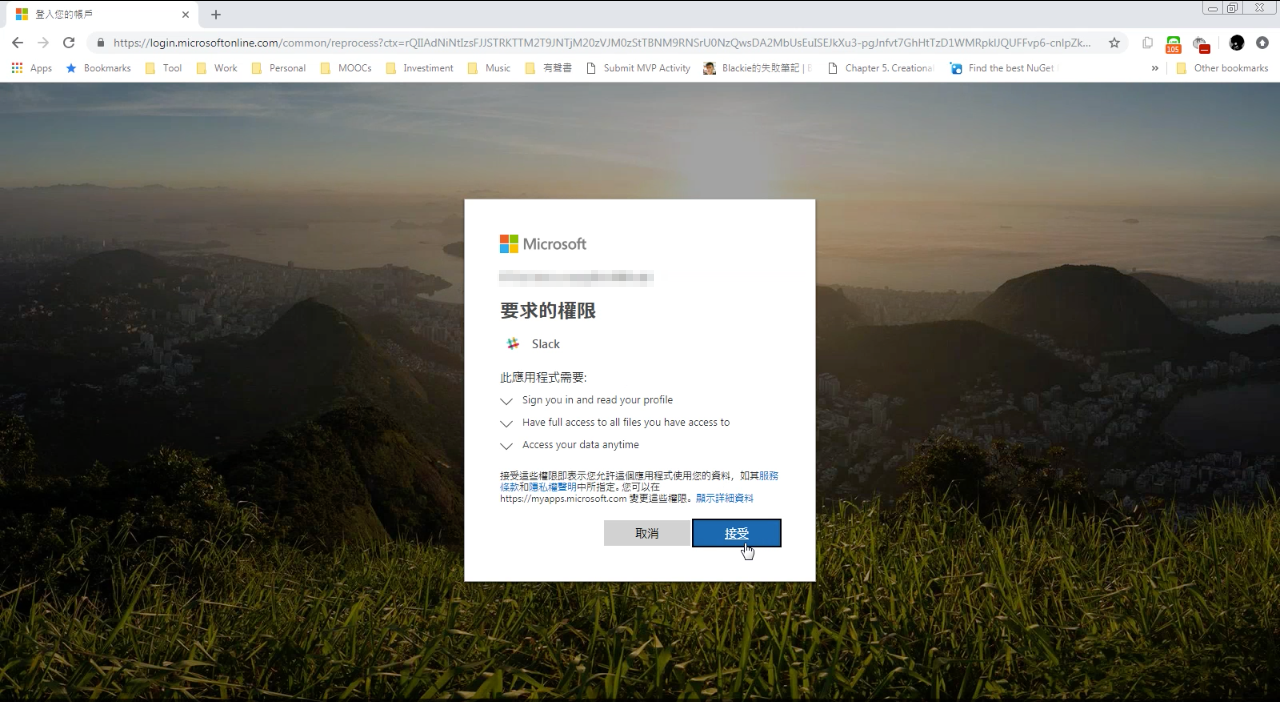 登入您的帳戶
https://login.microsoftonline.com/common/reprocess?ctx=
Apps Bookmarks Tool Work Personal MOOCs Investiment Music 有聲書 Submit MVP Activity Blackie的失敗筆記 | Chapter 5. Creational Find the best NuGet » Other bookmarks
105
Microsoft
要求的權限
Slack
此應用程式需要:
Sign you in and read your profile
Have full access to all files you have access to
Access your data anytime
接受這些權限即表示您允許這個應用程式使用您的資料，如其服務
條款和隱私權聲明中所指定。您可以在
https://myapps.microsoft.com 變更這些權限。顯示詳細資料
取消 接受